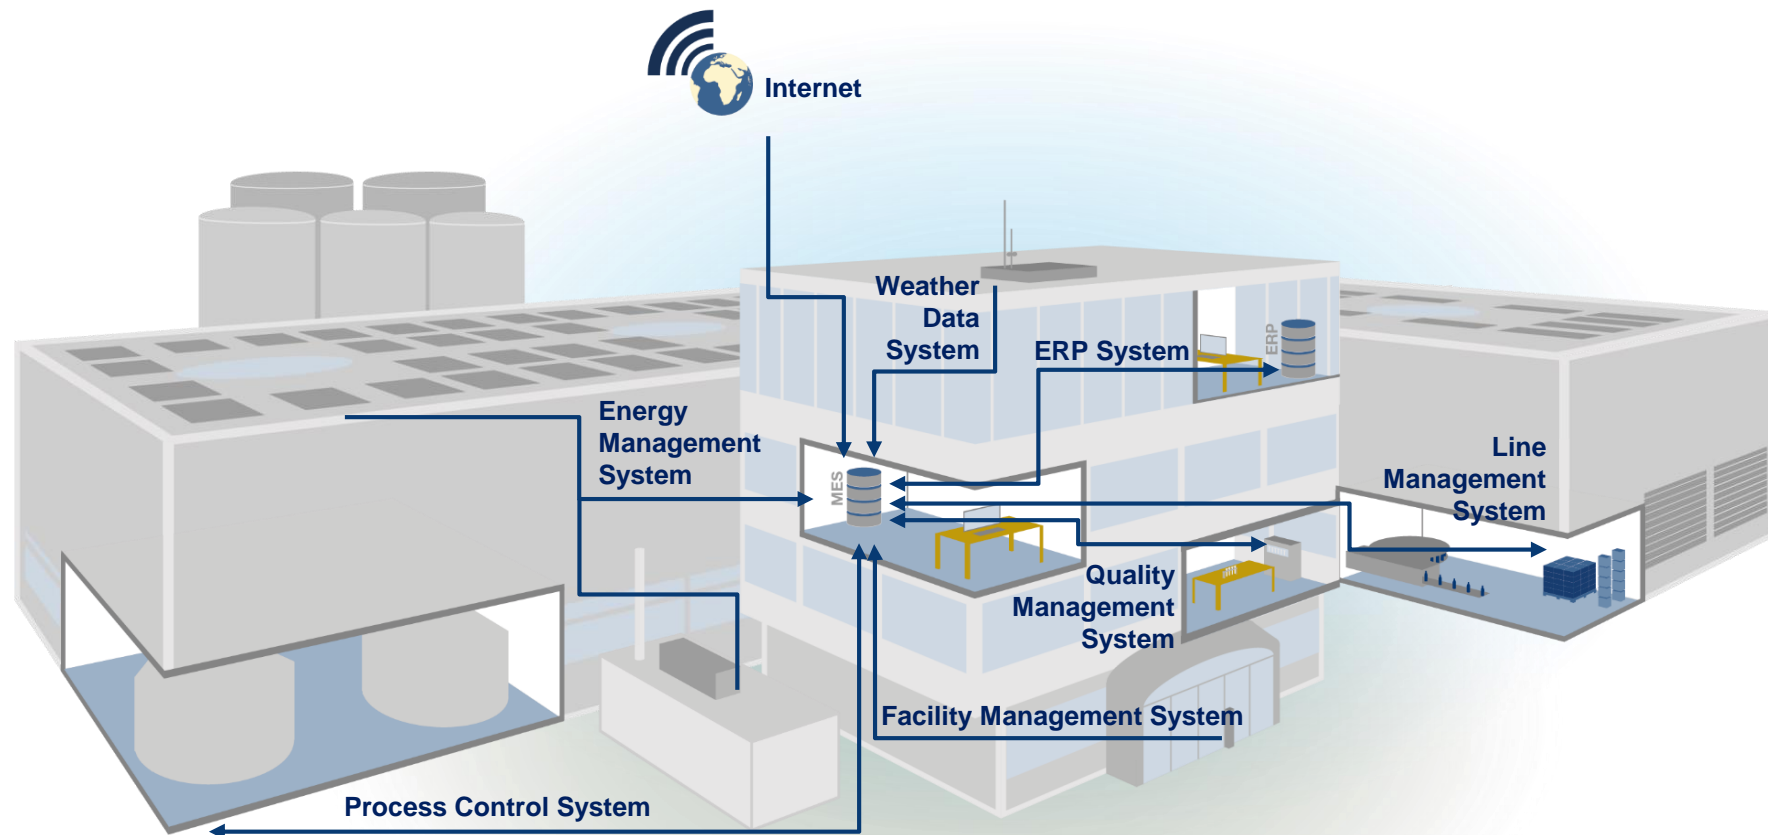 Internet
Weather
Data
System
ERP System
ERP
Energy
Management
System
MES
Line
Management
System
Quality
Management
System
Facility Management System
Process Control System